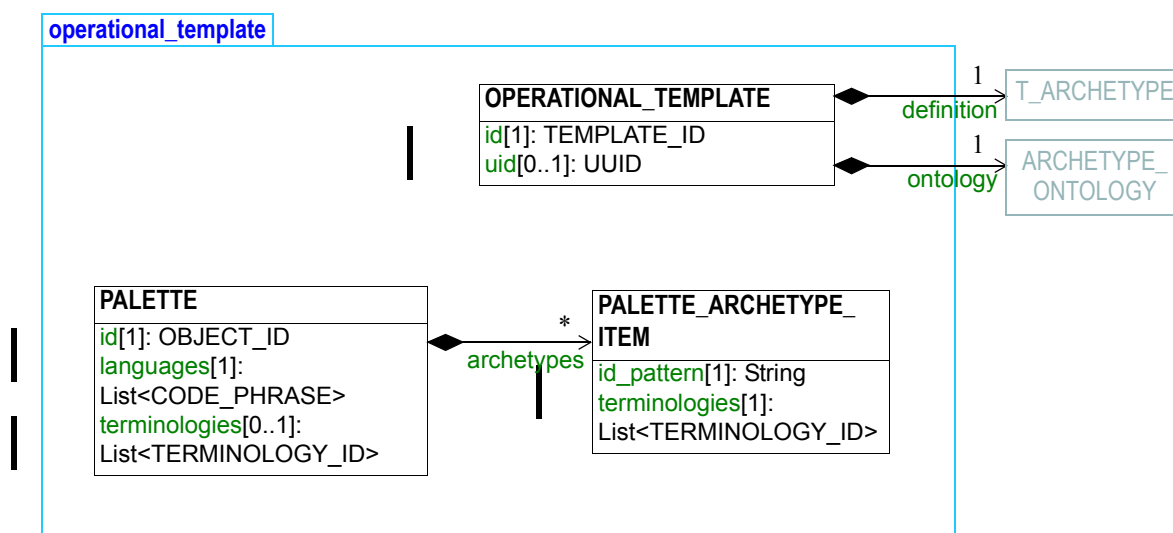 operational_template
OPERATIONAL_TEMPLATE
id[1]: TEMPLATE_ID
uid[0..1]: UUID
1
definition
T_ARCHETYPE
1
ontology
ARCHETYPE_
ONTOLOGY
PALETTE
id[1]: OBJECT_ID
languages[1]:
List<CODE_PHRASE>
terminologies[0..1]:
List<TERMINOLOGY_ID>
*
archetypes
PALETTE_ARCHETYPE_
ITEM
id_pattern[1]: String
terminologies[1]:
List<TERMINOLOGY_ID>